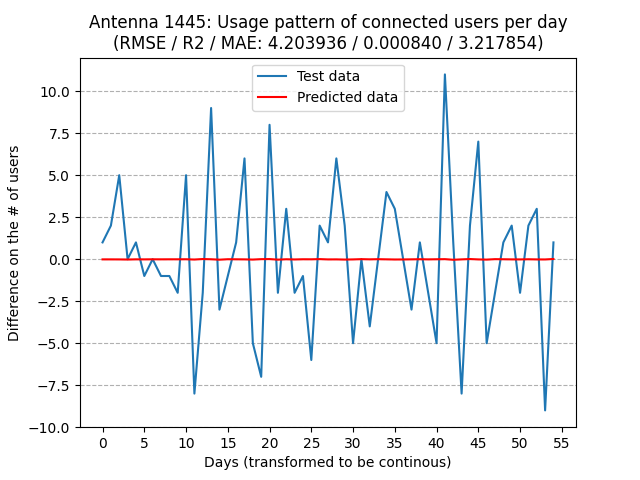 Antenna 1445: Usage pattern of connected users per day
(RMSE / R2 / MAE: 4.203936 / 0.000840 / 3.217854)
Test data
Predicted data
Difference on the # of users
10.0
7.5
5.0
2.5
0.0
−2.5
−5.0
−7.5
−10.0
0 5 10 15 20 25 30 35 40 45 50 55
Days (transformed to be continous)